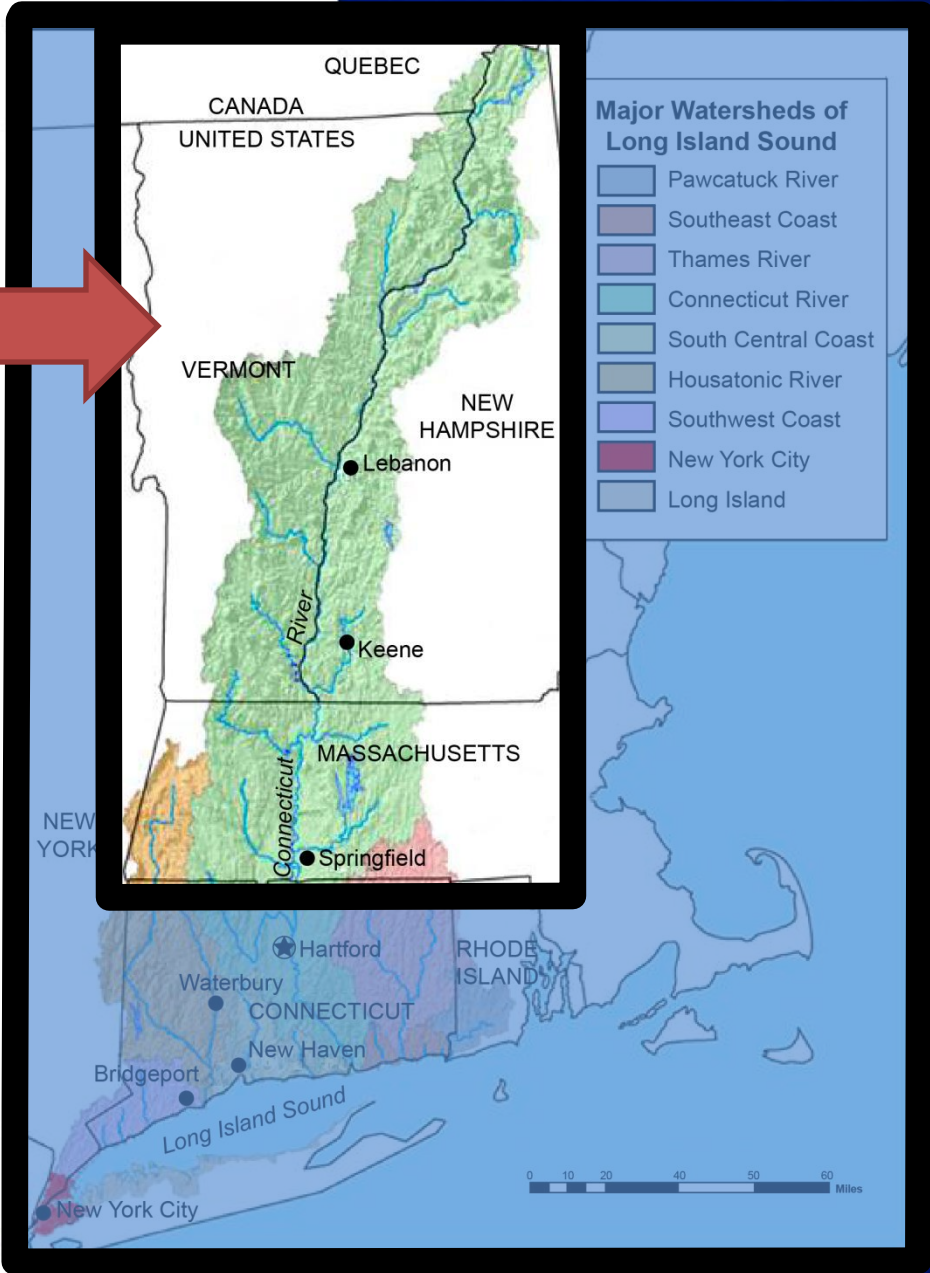 QUEBEC
CANADA
UNITED STATES
VERMONT
NEW
HAMPSHIRE
Lebanon
River
Keene
MASSACHUSETTS
Connecticut
Springfield
Major Watersheds of
Long Island Sound
Pawcatuck River
Southeast Coast
Thames River
Connecticut River
South Central Coast
Housatonic River
Southwest Coast
New York City
Long Island
NEW
YORK
Hartford
RHODE
ISLAND
Waterbury
CONNECTICUT
New Haven
Bridgeport
Long Island Sound
New York City
0 10 20 40 50 60
Miles